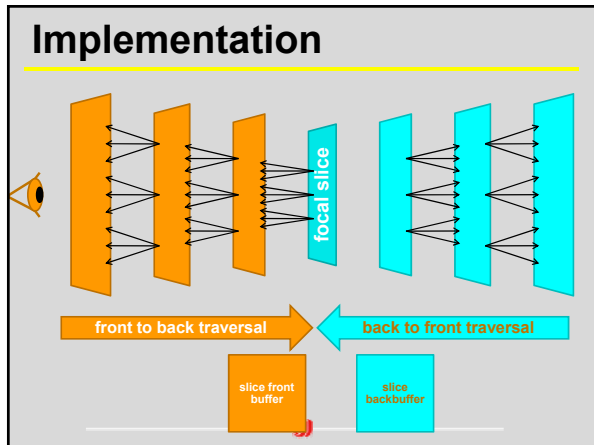 Implementation
focal slice
front to back traversal
back to front traversal
slice front
buffer
slice
backbuffer